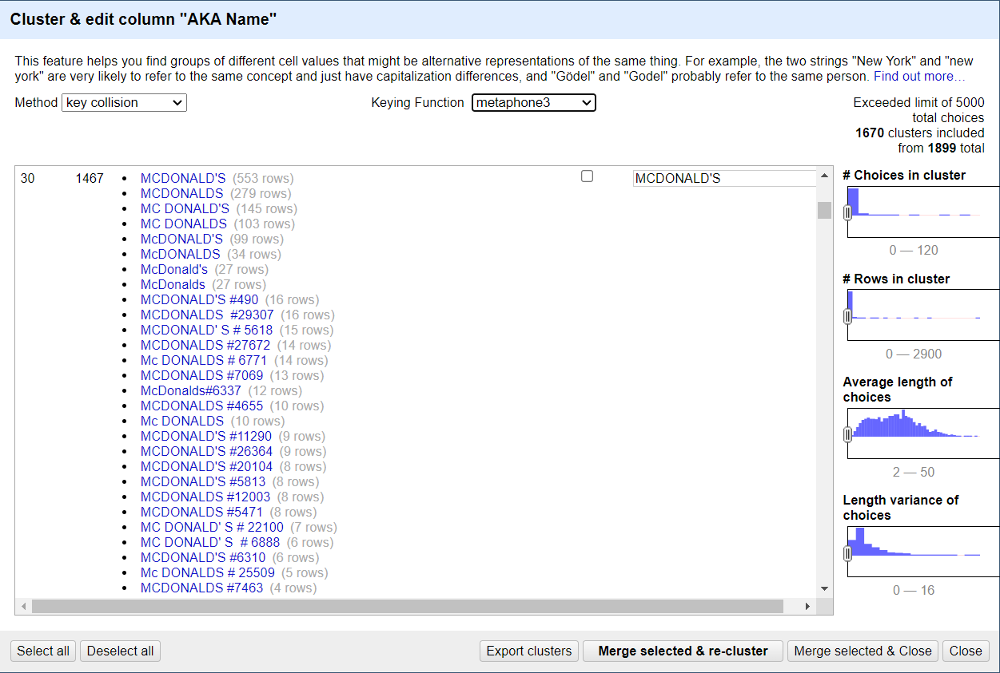 Cluster & edit column "AKA Name"
This feature helps you find groups of different cell values that might be alternative representations of the same thing. For example, the two strings "New York" and "new
york" are very likely to refer to the same concept and just have capitalization differences, and "Gödel" and "Godel" probably refer to the same person. Find out more…
Method key collision Keying Function metaphone3
Exceeded limit of 5000
total choices
1670 clusters included
from 1899 total
30 1467 • MCDONALD'S (553 rows) MCDONALD'S
• MCDONALDS (279 rows)
• MC DONALD'S (145 rows)
• MC DONALDS (103 rows)
• McDONALD'S (99 rows)
• McDONALDS (34 rows)
• McDonald's (27 rows)
• McDonalds (27 rows)
• MCDONALD'S #490 (16 rows)
• MCDONALDS  #29307 (16 rows)
• MCDONALD' S # 5618 (15 rows)
• MCDONALDS #27672 (14 rows)
• Mc DONALDS # 6771 (14 rows)
• MCDONALDS #7069 (13 rows)
• McDonalds#6337 (12 rows)
• MCDONALDS #4655 (10 rows)
• Mc DONALDS (10 rows)
• MCDONALD'S #11290 (9 rows)
• MCDONALD'S #26364 (9 rows)
• MCDONALD'S #20104 (8 rows)
• MCDONALD'S #5813 (8 rows)
• MCDONALDS #12003 (8 rows)
• MCDONALDS #5471 (8 rows)
• MC DONALD' S # 22100 (7 rows)
• MC DONALD' S  # 6888 (6 rows)
• MCDONALD'S #6310 (6 rows)
• Mc DONALDS # 25509 (5 rows)
• MCDONALDS #7463 (4 rows)
# Choices in cluster
0 — 120
# Rows in cluster
0 — 2900
Average length of
choices
2 — 50
Length variance of
choices
0 — 16
Select all Deselect all Export clusters Merge selected & re-cluster Merge selected & Close Close